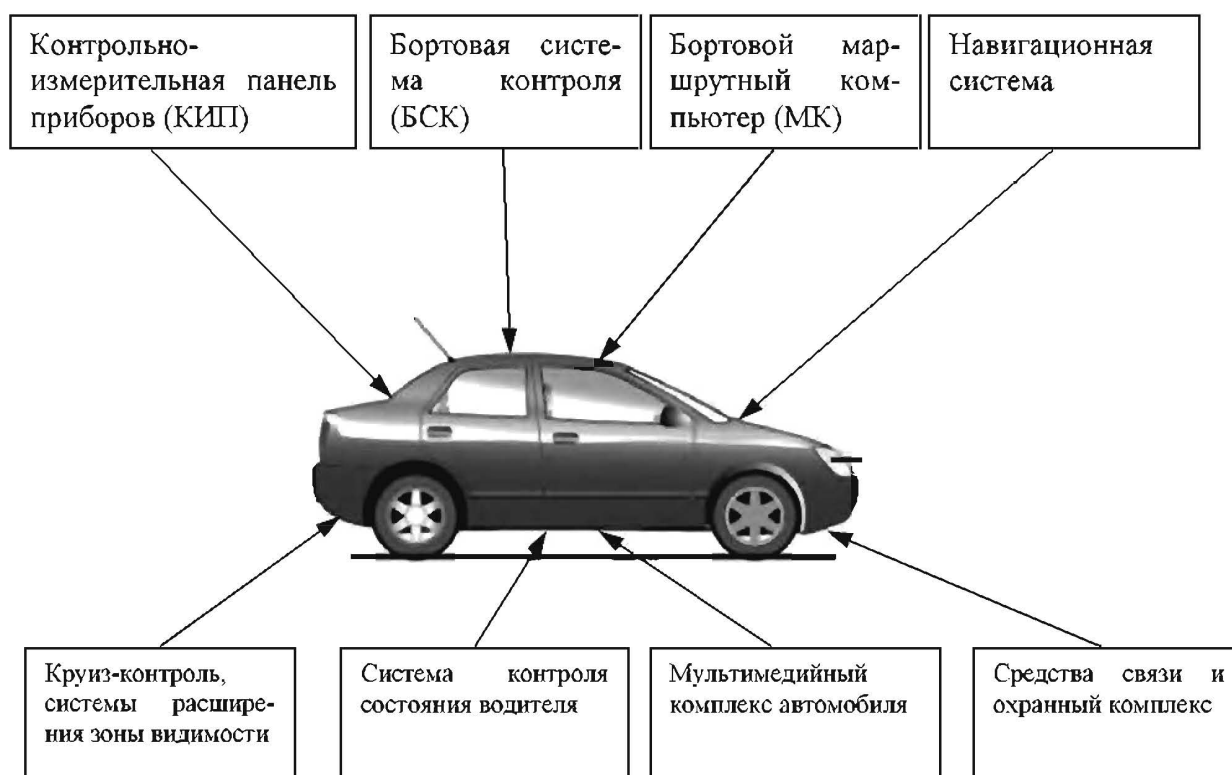 Контрольно-
измерительная панель
приборов (КИП)
Бортовая систе-
ма контроля
(БСК)
Бортовой мар-
шрутный ком-
пьютер (МК)
Навигационная
система
Круиз-контроль,
системы расшире-
ния зоны видимости
Система контроля
состояния водителя
Мультимедийный
комплекс автомобиля
Средства связи и
охранный комплекс